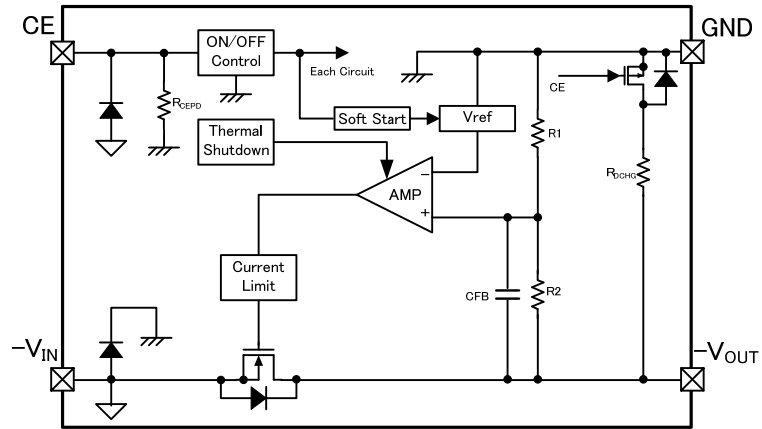 CE
GND
ON/OFF
Control
Each Circuit
R_CEPD
CE
Soft Start
Vref
R1
Thermal
Shutdown
R_DCHG
AMP
−
+
Current
Limit
CFB
R2
−V_IN
−V_OUT